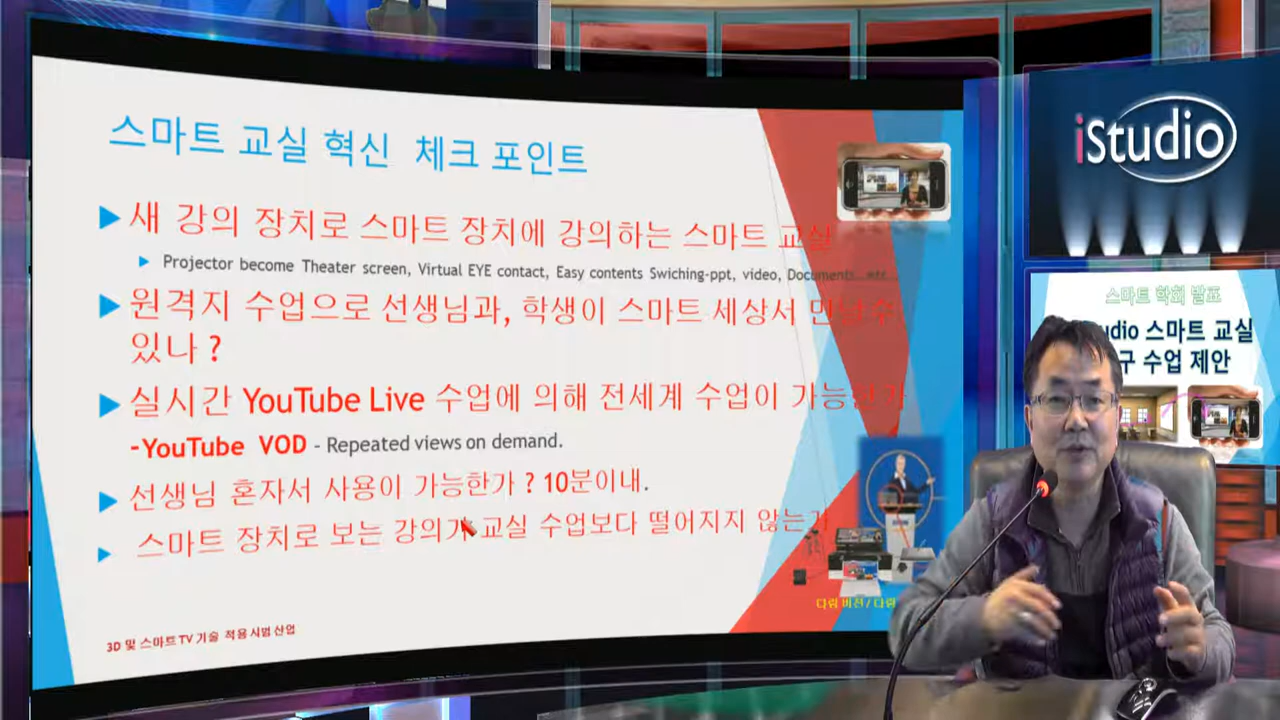 스마트 교실 혁신 체크 포인트
새 강의 장치로 스마트 장치에 강의하는 스마트 교실
Projector become Theater screen, Virtual EYE contact, Easy contents Swiching-ppt, video, Documents.. etc..
원격지 수업으로 선생님과, 학생이 스마트 세상서 만날수
있나 ?
실시간 YouTube Live 수업에 의해 전세계 수업이 가능한가
-YouTube VOD - Repeated views on demand.
선생님 혼자서 사용이 가능한가 ? 10분이내.
스마트 장치로 보는 강의가 교실 수업보다 떨어지지 않는가
다림 비전 / 다림
3D 및 스마트TV 기술 적용 시범 산업
iStudio
스마트 학회 발표
스마트 교실
수업 제안